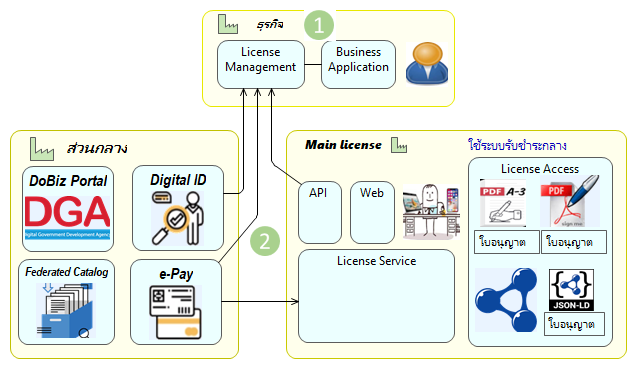 ธุรกิจ
1
License
Management
Business
Application
ส่วนกลาง
DoBiz Portal
DGA
Digital Government Development Agency
Digital ID
Federated Catalog
e-Pay
2
Main license
ใช้ระบบรับชำระกลาง
API
Web
License Service
License Access
PDF A-3
ใบอนุญาต
PDF
sign me
ใบอนุญาต
JSON-LD
ใบอนุญาต